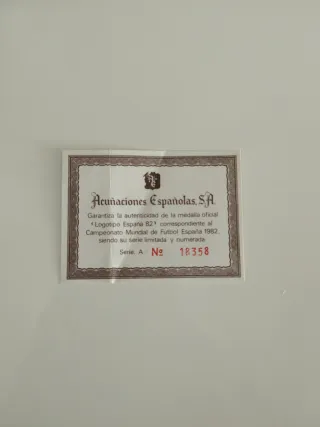 Acuñaciones Españolas, S.A.
Garantiza la autenticidad de la medalla oficial
"Logotipo España 82" correspondiente al
Campeonato Mundial de Futbol España 1982,
siendo su serie limitada y numerada
Serie A Nº 18358